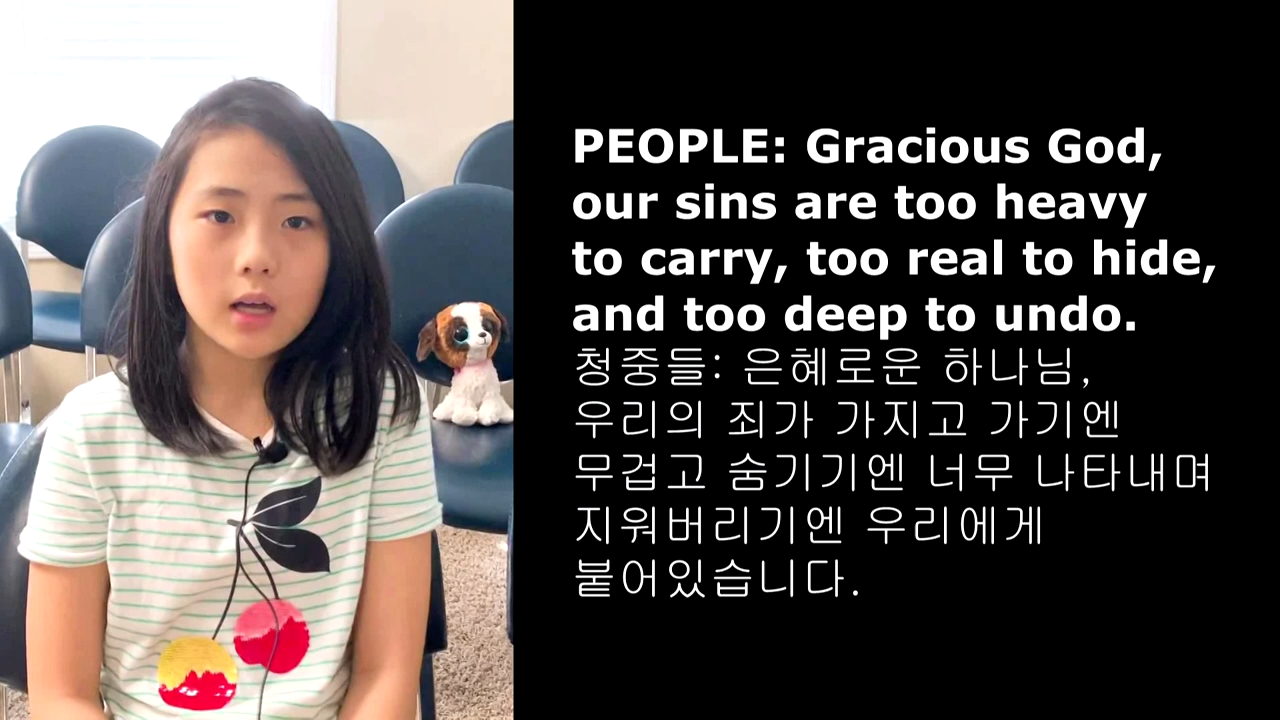 PEOPLE: Gracious God,
our sins are too heavy
to carry, too real to hide,
and too deep to undo.
청중들: 은혜로운 하나님,
우리의 죄가 가지고 가기엔
무겁고 숨기기엔 너무 나타내며
지워버리기엔 우리에게
붙어있습니다.